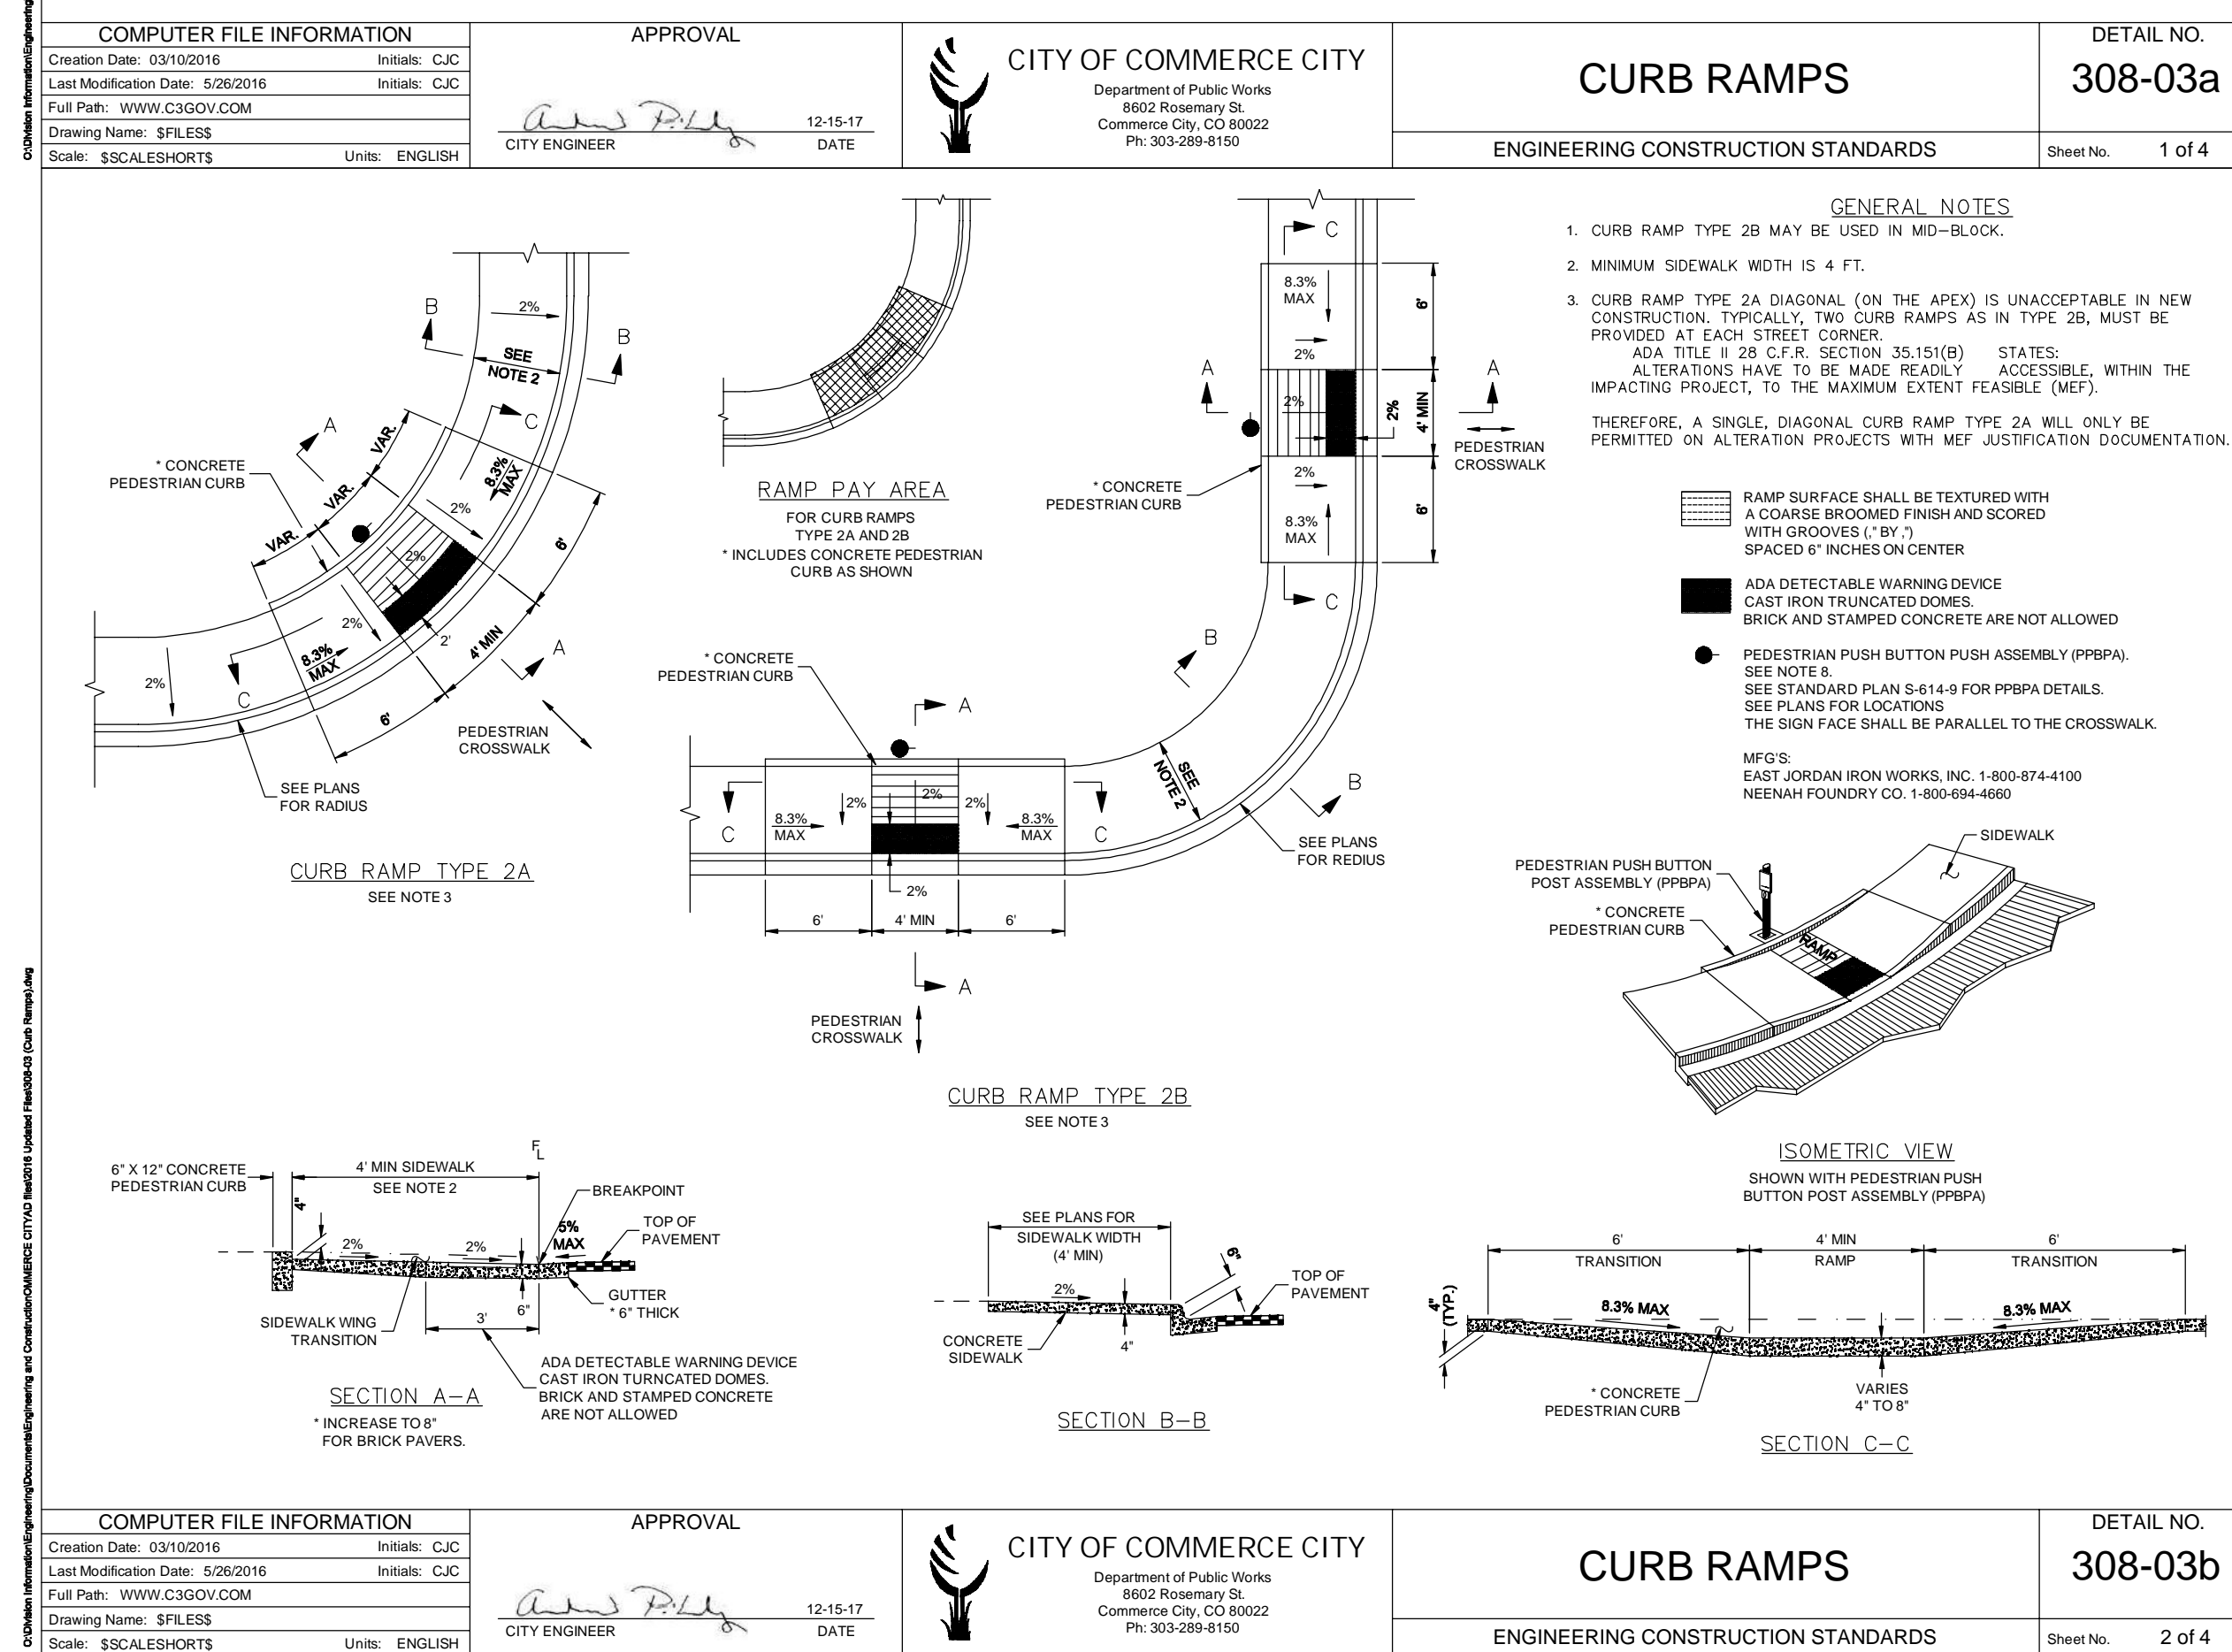 O:\Division Information\Engineering
COMPUTER FILE INFORMATION
Creation Date: 03/10/2016 Initials: CJC
Last Modification Date: 5/26/2016 Initials: CJC
Full Path: WWW.C3GOV.COM
Drawing Name: $FILES$
Scale: $SCALESHORT$ Units: ENGLISH
APPROVAL
12-15-17
CITY ENGINEER DATE
CITY OF COMMERCE CITY
Department of Public Works
8602 Rosemary St.
Commerce City, CO 80022
Ph: 303-289-8150
CURB RAMPS
ENGINEERING CONSTRUCTION STANDARDS
DETAIL NO.
308-03a
Sheet No. 1 of 4
B
2%
B
SEE
NOTE 2
C
A
VAR.
VAR.
VAR.
* CONCRETE
PEDESTRIAN CURB
8.3%
MAX
2%
2%
6'
2%
2'
4' MIN
A
8.3%
MAX
C
2%
6'
PEDESTRIAN
CROSSWALK
SEE PLANS
FOR RADIUS
CURB RAMP TYPE 2A
SEE NOTE 3
RAMP PAY AREA
FOR CURB RAMPS
TYPE 2A AND 2B
* INCLUDES CONCRETE PEDESTRIAN
CURB AS SHOWN
C
8.3%
MAX
6'
2%
A
A
2%
2%
4' MIN
PEDESTRIAN
CROSSWALK
2%
* CONCRETE
PEDESTRIAN CURB
8.3%
MAX
6'
C
B
* CONCRETE
PEDESTRIAN CURB
A
SEE
NOTE 2
B
2%
2%
2%
8.3%
MAX
8.3%
MAX
C
C
SEE PLANS
FOR REDIUS
2%
6'
4' MIN
6'
A
PEDESTRIAN
CROSSWALK
CURB RAMP TYPE 2B
SEE NOTE 3
GENERAL NOTES
1. CURB RAMP TYPE 2B MAY BE USED IN MID-BLOCK.
2. MINIMUM SIDEWALK WIDTH IS 4 FT.
3. CURB RAMP TYPE 2A DIAGONAL (ON THE APEX) IS UNACCEPTABLE IN NEW
CONSTRUCTION. TYPICALLY, TWO CURB RAMPS AS IN TYPE 2B, MUST BE
PROVIDED AT EACH STREET CORNER.
ADA TITLE II 28 C.F.R. SECTION 35.151(B) STATES:
ALTERATIONS HAVE TO BE MADE READILY ACCESSIBLE, WITHIN THE
IMPACTING PROJECT, TO THE MAXIMUM EXTENT FEASIBLE (MEF).
THEREFORE, A SINGLE, DIAGONAL CURB RAMP TYPE 2A WILL ONLY BE
PERMITTED ON ALTERATION PROJECTS WITH MEF JUSTIFICATION DOCUMENTATION.
RAMP SURFACE SHALL BE TEXTURED WITH
A COARSE BROOMED FINISH AND SCORED
WITH GROOVES (," BY ,")
SPACED 6" INCHES ON CENTER
ADA DETECTABLE WARNING DEVICE
CAST IRON TRUNCATED DOMES.
BRICK AND STAMPED CONCRETE ARE NOT ALLOWED
PEDESTRIAN PUSH BUTTON PUSH ASSEMBLY (PPBPA).
SEE NOTE 8.
SEE STANDARD PLAN S-614-9 FOR PPBPA DETAILS.
SEE PLANS FOR LOCATIONS
THE SIGN FACE SHALL BE PARALLEL TO THE CROSSWALK.
MFG'S:
EAST JORDAN IRON WORKS, INC. 1-800-874-4100
NEENAH FOUNDRY CO. 1-800-694-4660
SIDEWALK
PEDESTRIAN PUSH BUTTON
POST ASSEMBLY (PPBPA)
* CONCRETE
PEDESTRIAN CURB
RAMP
ISOMETRIC VIEW
SHOWN WITH PEDESTRIAN PUSH
BUTTON POST ASSEMBLY (PPBPA)
6" X 12" CONCRETE
PEDESTRIAN CURB
4' MIN SIDEWALK
SEE NOTE 2
FL
BREAKPOINT
4"
2%
2%
5%
MAX
TOP OF
PAVEMENT
GUTTER
* 6" THICK
6"
3'
SIDEWALK WING
TRANSITION
ADA DETECTABLE WARNING DEVICE
CAST IRON TURNCATED DOMES.
BRICK AND STAMPED CONCRETE
ARE NOT ALLOWED
SECTION A-A
* INCREASE TO 8"
FOR BRICK PAVERS.
SEE PLANS FOR
SIDEWALK WIDTH
(4' MIN)
6"
2%
TOP OF
PAVEMENT
CONCRETE
SIDEWALK
4"
SECTION B-B
6'
TRANSITION
4' MIN
RAMP
6'
TRANSITION
4"
(TYP.)
8.3% MAX
8.3% MAX
* CONCRETE
PEDESTRIAN CURB
VARIES
4" TO 8"
SECTION C-C
O:\Division Information\Engineering\Documents\Engineering and Construction\COMMERCE CITY\AD files\2016 Updated Files\308-03 (Curb Ramps).dwg
COMPUTER FILE INFORMATION
Creation Date: 03/10/2016 Initials: CJC
Last Modification Date: 5/26/2016 Initials: CJC
Full Path: WWW.C3GOV.COM
Drawing Name: $FILES$
Scale: $SCALESHORT$ Units: ENGLISH
APPROVAL
12-15-17
CITY ENGINEER DATE
CITY OF COMMERCE CITY
Department of Public Works
8602 Rosemary St.
Commerce City, CO 80022
Ph: 303-289-8150
CURB RAMPS
ENGINEERING CONSTRUCTION STANDARDS
DETAIL NO.
308-03b
Sheet No. 2 of 4